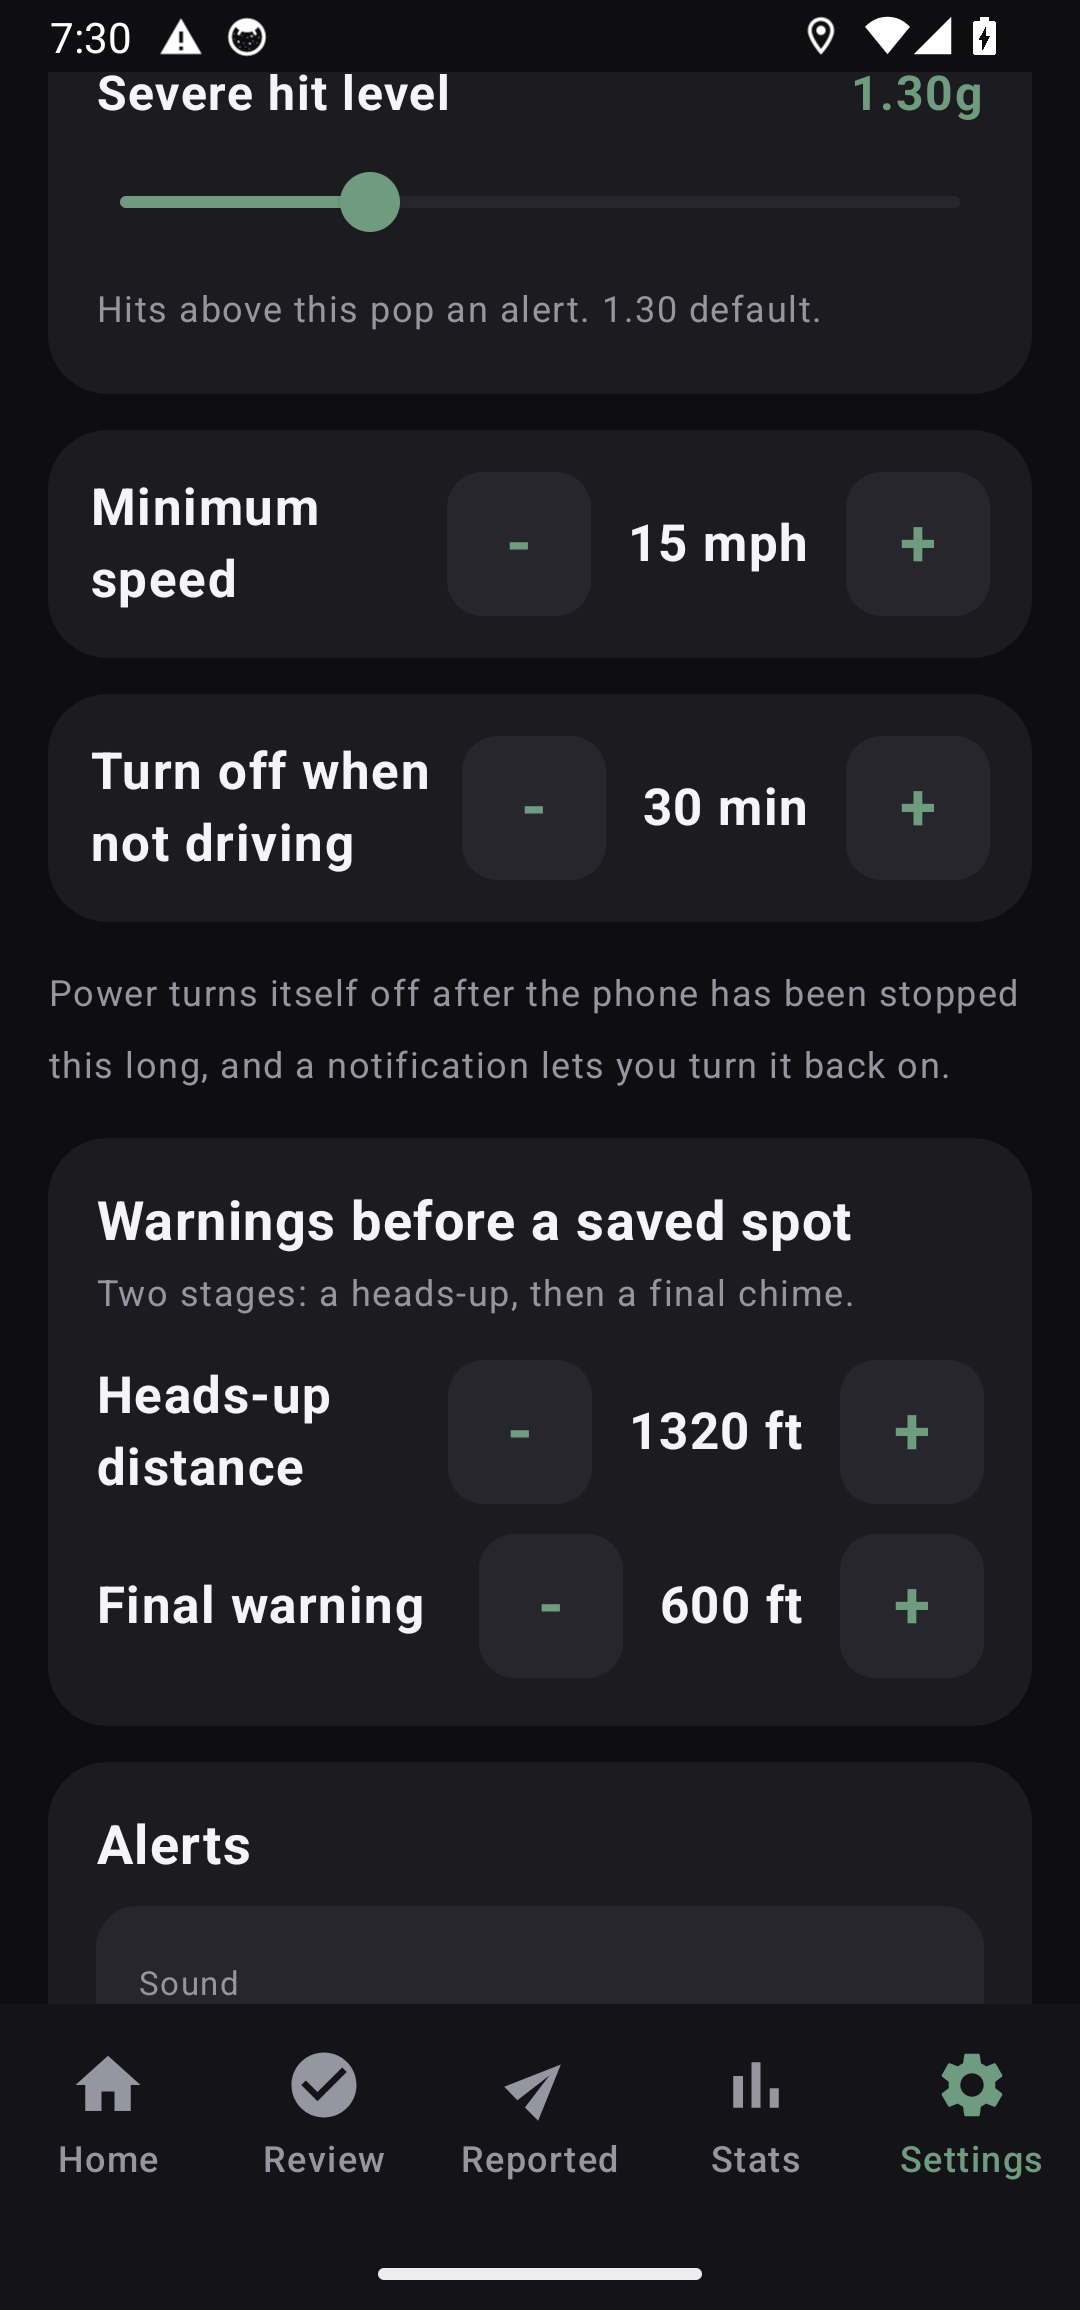 7:30
Severe hit level 1.30g
Hits above this pop an alert. 1.30 default.
Minimum
speed
- 15 mph +
Turn off when
not driving
- 30 min +
Power turns itself off after the phone has been stopped
this long, and a notification lets you turn it back on.
Warnings before a saved spot
Two stages: a heads-up, then a final chime.
Heads-up
distance
- 1320 ft +
Final warning - 600 ft +
Alerts
Sound
Home Review Reported Stats Settings